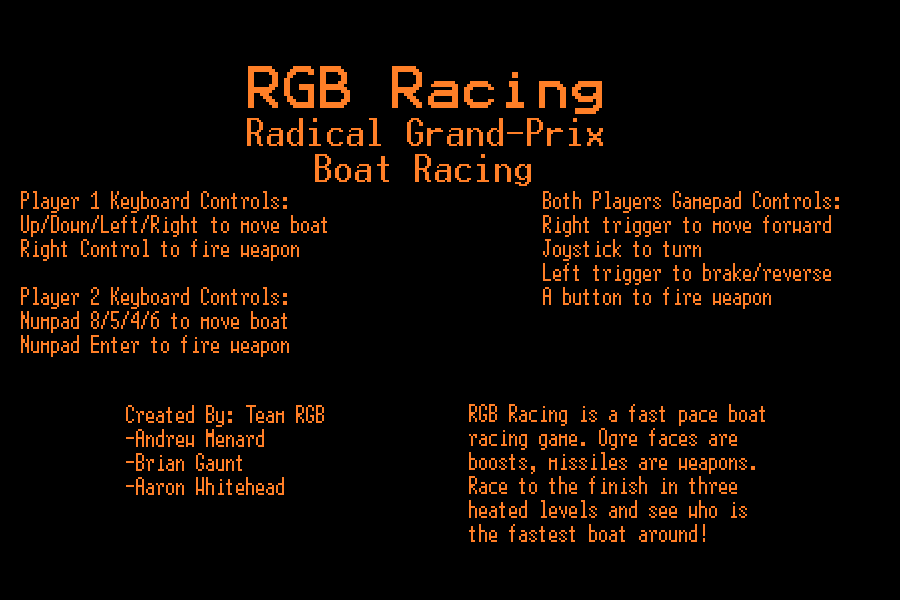 RGB Racing
Radical Grand-Prix
Boat Racing
Player 1 Keyboard Controls:
Up/Down/Left/Right to move boat
Right Control to fire weapon
Player 2 Keyboard Controls:
Numpad 8/5/4/6 to move boat
Numpad Enter to fire weapon
Both Players Gamepad Controls:
Right trigger to move forward
Joystick to turn
Left trigger to brake/reverse
A button to fire weapon
Created By: Team RGB
-Andrew Menard
-Brian Gaunt
-Aaron Whitehead
RGB Racing is a fast pace boat
racing game. Ogre faces are
boosts, missiles are weapons.
Race to the finish in three
heated levels and see who is
the fastest boat around!